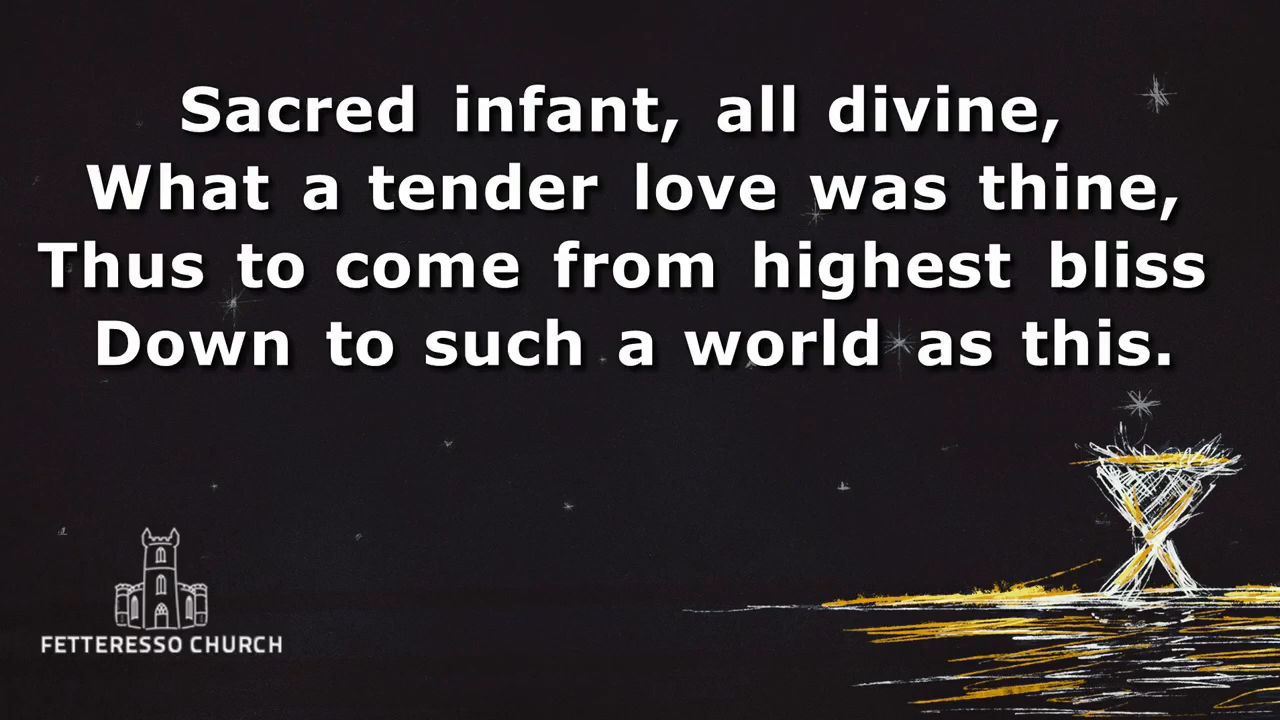 Sacred infant, all divine,
What a tender love was thine,
Thus to come from highest bliss
Down to such a world as this.
FETTERESSO CHURCH